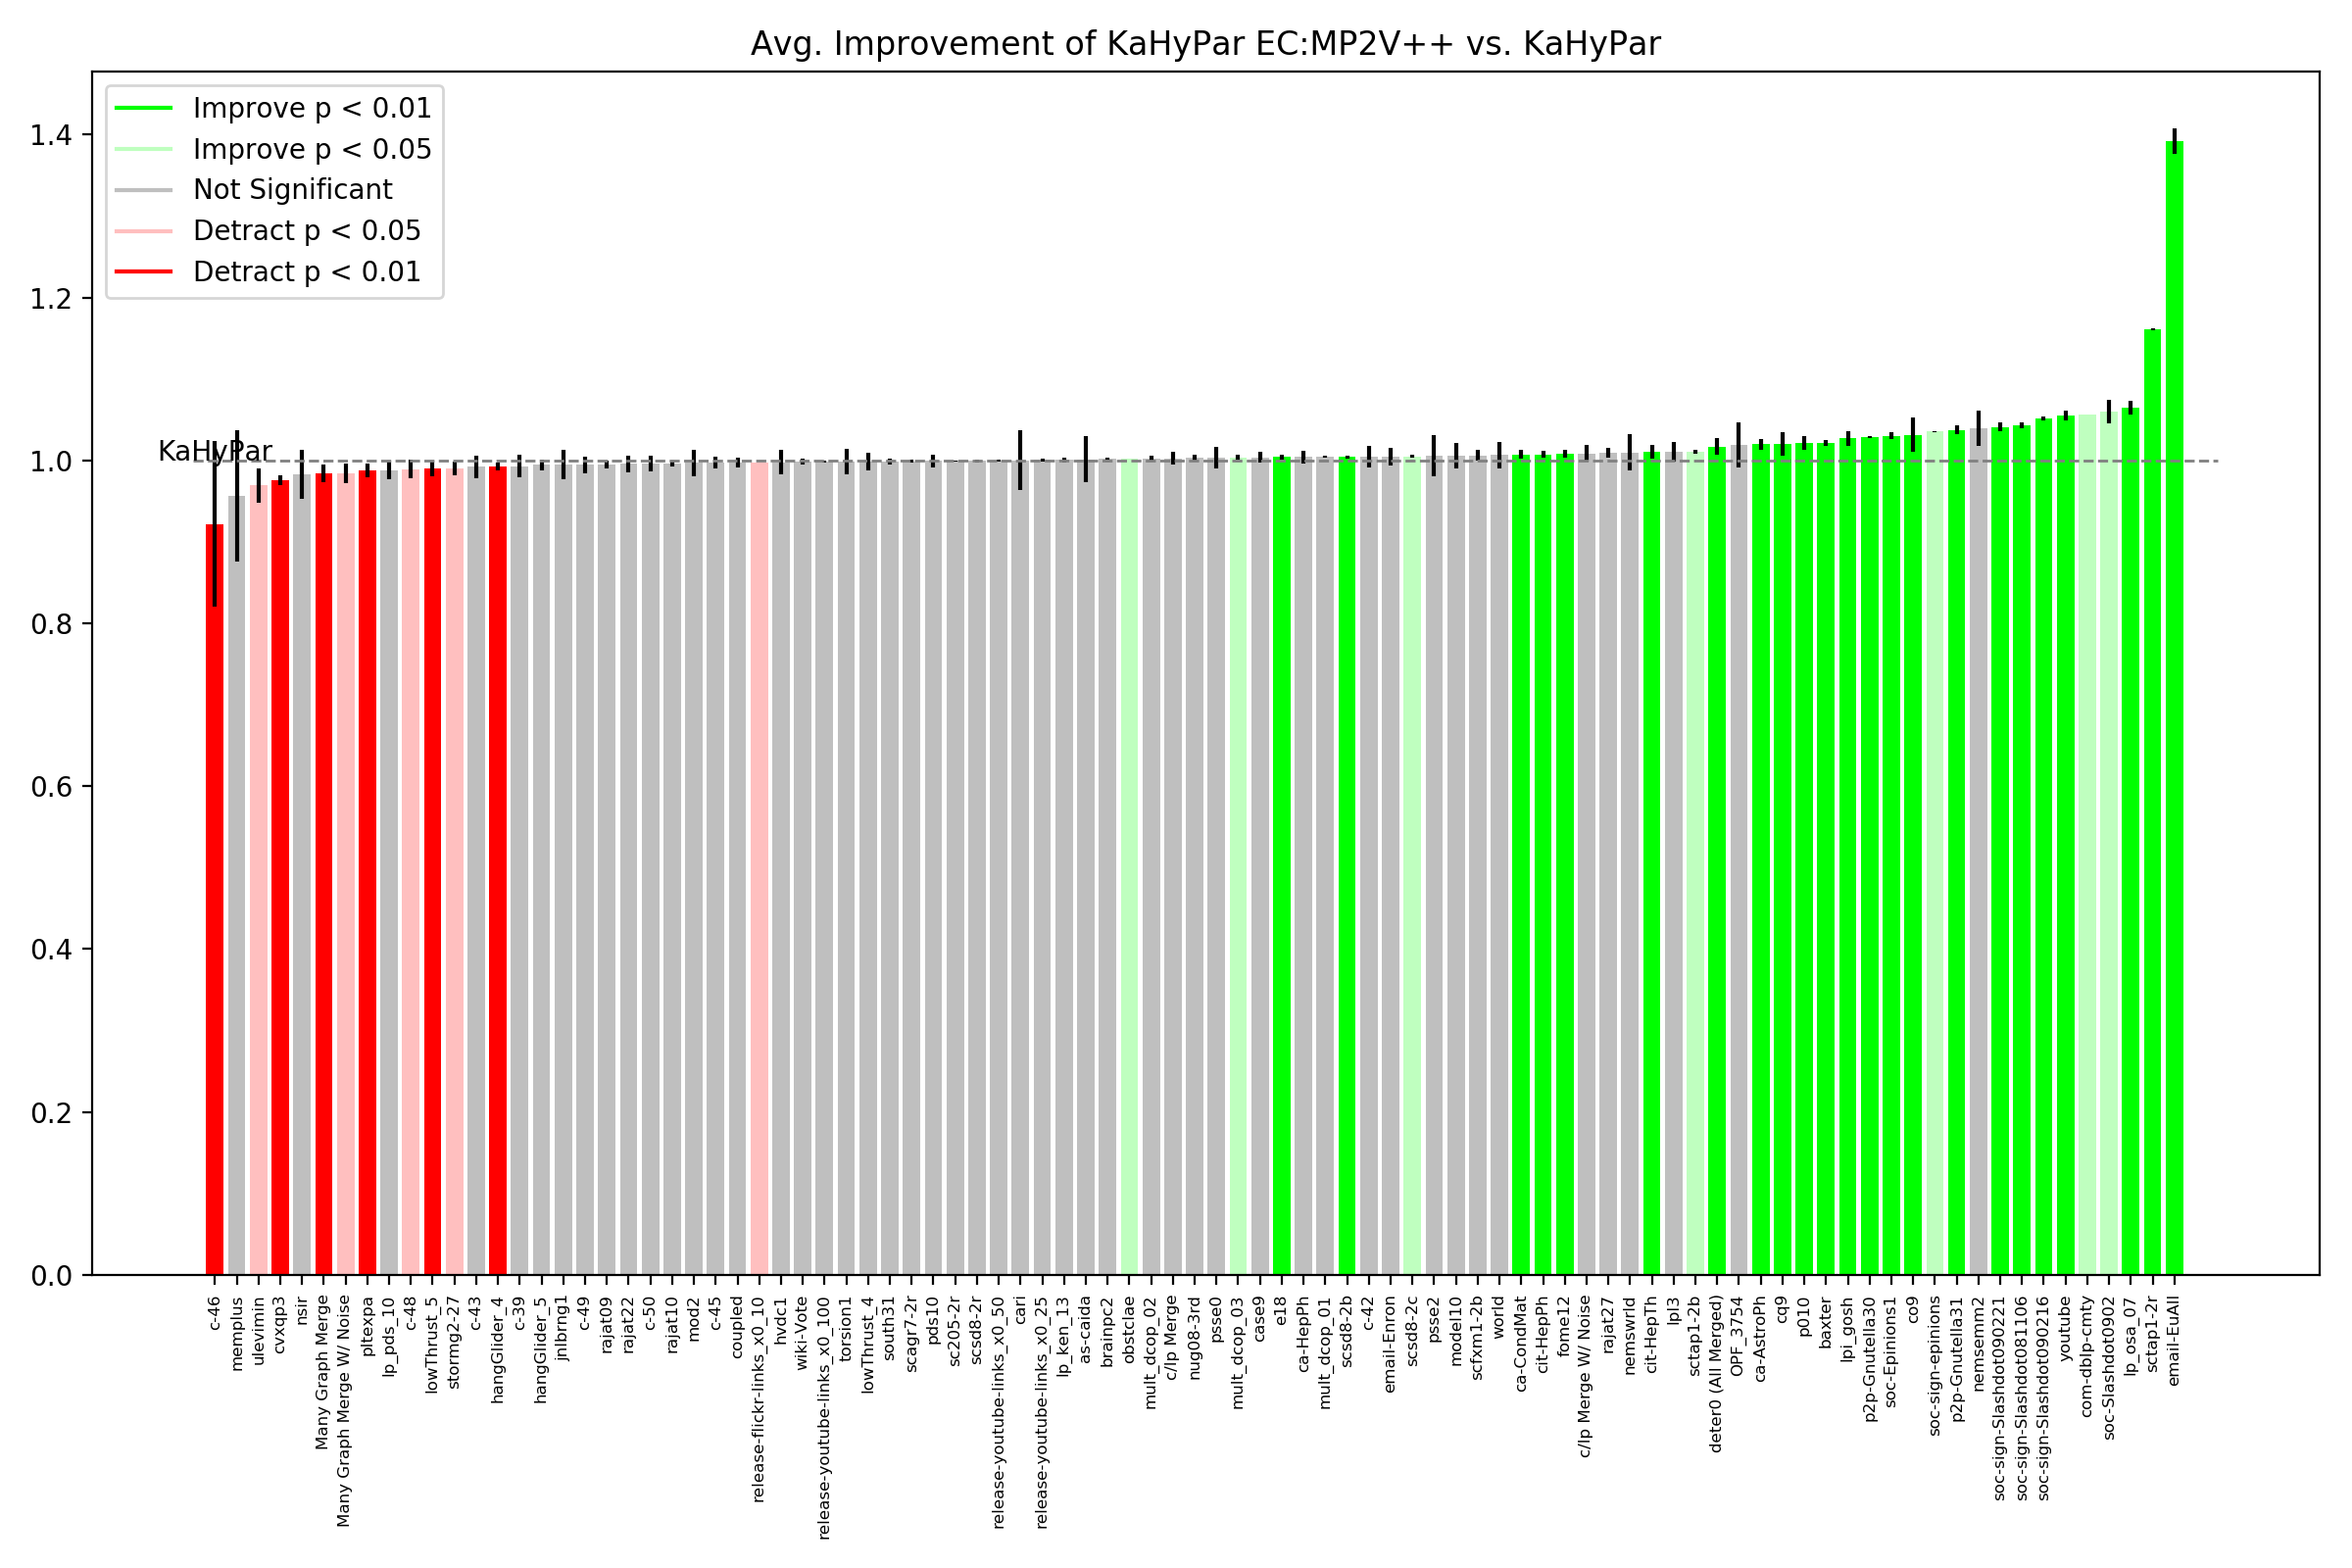 Avg. Improvement of KaHyPar EC:MP2V++ vs. KaHyPar
Improve p < 0.01
Improve p < 0.05
Not Significant
Detract p < 0.05
Detract p < 0.01
1.4
1.2
1.0
0.8
0.6
0.4
0.2
0.0
KaHyPar
c-46
memplus
ulevimin
cvxqp3
nsir
Many Graph Merge
Many Graph Merge W/ Noise
pltexpa
lp_pds_10
c-48
lowThrust_5
stormg2-27
c-43
hangGlider_4
c-39
hangGlider_5
jnlbrng1
c-49
rajat09
rajat22
c-50
rajat10
mod2
c-45
coupled
release-flickr-links_x0_10
hvdc1
wiki-Vote
release-youtube-links_x0_100
torsion1
lowThrust_4
south31
scagr7-2r
pds10
sc205-2r
scsd8-2r
release-youtube-links_x0_50
cari
release-youtube-links_x0_25
lp_ken_13
as-caida
brainpc2
obstclae
mult_dcop_02
c/lp Merge
nug08-3rd
psse0
mult_dcop_03
case9
e18
ca-HepPh
mult_dcop_01
scsd8-2b
c-42
email-Enron
scsd8-2c
psse2
model10
scfxm1-2b
world
ca-CondMat
cit-HepPh
fome12
c/lp Merge W/ Noise
rajat27
nemswrld
cit-HepTh
lpl3
sctap1-2b
deter0 (All Merged)
OPF_3754
ca-AstroPh
cq9
p010
baxter
lpi_gosh
p2p-Gnutella30
soc-Epinions1
co9
soc-sign-epinions
p2p-Gnutella31
nemsemm2
soc-sign-Slashdot090221
soc-sign-Slashdot081106
soc-sign-Slashdot090216
youtube
com-dblp-cmty
soc-Slashdot0902
lp_osa_07
sctap1-2r
email-EuAll